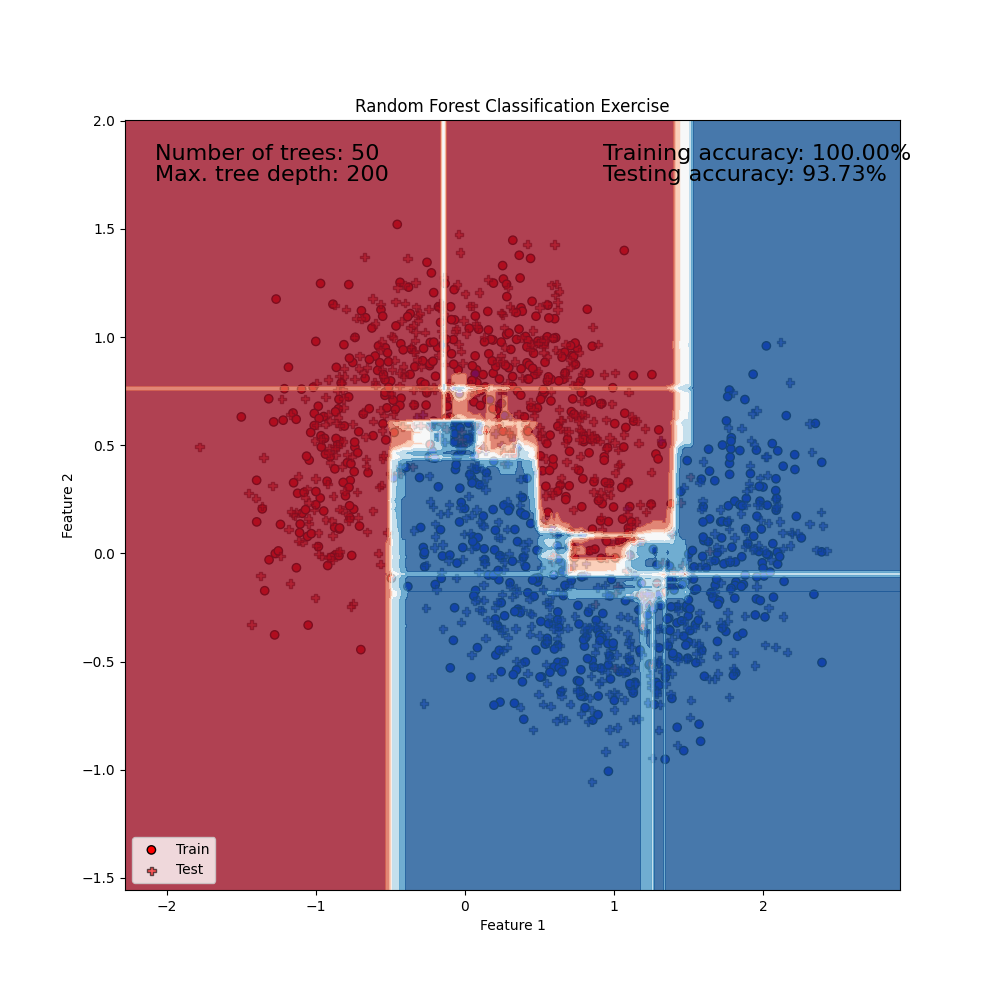 Random Forest Classification Exercise
Number of trees: 50
Max. tree depth: 200
Training accuracy: 100.00%
Testing accuracy: 93.73%
2.0
1.5
1.0
0.5
0.0
−0.5
−1.0
−1.5
Feature 2
Train
Test
−2
−1
0
1
2
Feature 1